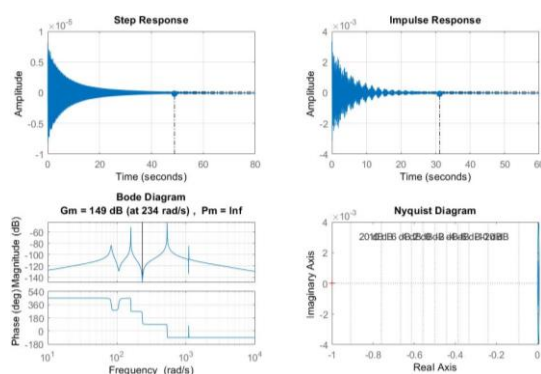 Step Response
×10⁻⁵
1
0.5
0
-0.5
-1
Amplitude
0 20 40 60 80
Time (seconds)
Impulse Response
4 ×10⁻³
2
0
-2
-4
Amplitude
0 10 20 30 40 50 60
Time (seconds)
Bode Diagram
Gm = 149 dB (at 234 rad/s) , Pm = Inf
Magnitude (dB)
-60
-80
-100
-120
-140
Phase (deg)
540
360
180
0
-180
10¹ 10² 10³ 10⁴
Frequency (rad/s)
Nyquist Diagram
4 ×10⁻³
2
0
-2
-4
Imaginary Axis
-1 -0.8 -0.6 -0.4 -0.2 0
Real Axis